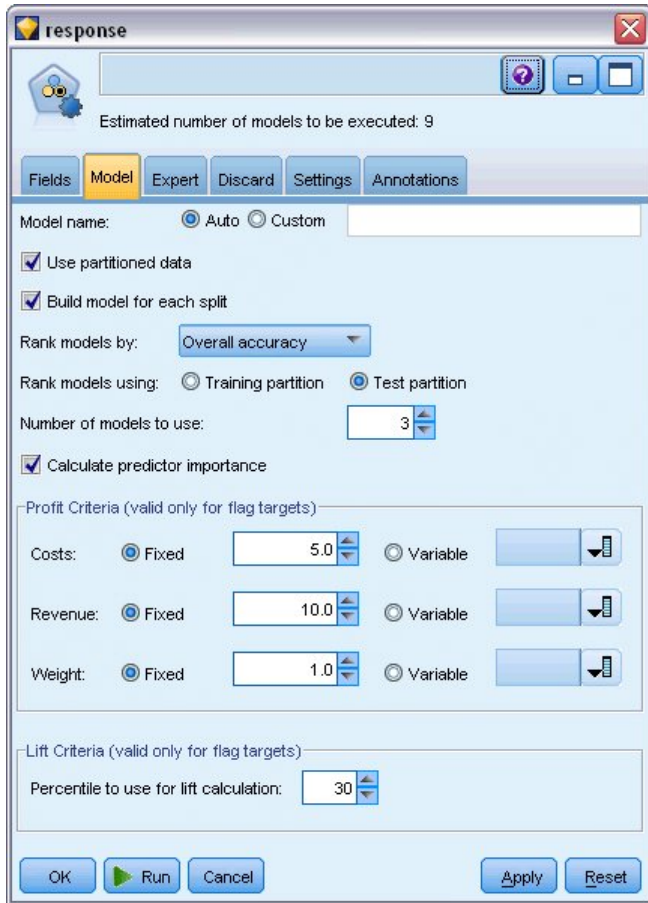 response
Estimated number of models to be executed: 9
Fields Model Expert Discard Settings Annotations
Model name: Auto Custom
Use partitioned data
Build model for each split
Rank models by: Overall accuracy
Rank models using: Training partition Test partition
Number of models to use: 3
Calculate predictor importance
Profit Criteria (valid only for flag targets)
Costs: Fixed 5.0 Variable
Revenue: Fixed 10.0 Variable
Weight: Fixed 1.0 Variable
Lift Criteria (valid only for flag targets)
Percentile to use for lift calculation: 30
OK Run Cancel Apply Reset